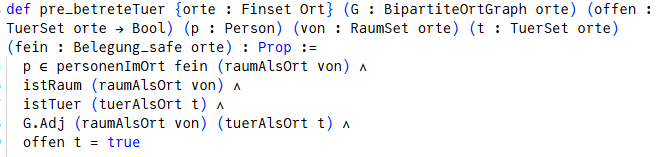 def pre_betreteTuer {orte : Finset Ort} (G : BipartiteOrtGraph orte) (offen :
TuerSet orte → Bool) (p : Person) (von : RaumSet orte) (t : TuerSet orte)
(fein : Belegung_safe orte) : Prop :=
p ∈ personenImOrt fein (raumAlsOrt von) ∧
istRaum (raumAlsOrt von) ∧
istTuer (tuerAlsOrt t) ∧
G.Adj (raumAlsOrt von) (tuerAlsOrt t) ∧
offen t = true